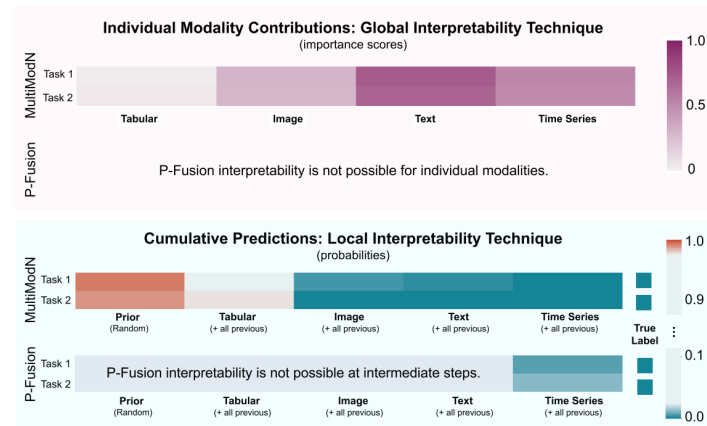 Individual Modality Contributions: Global Interpretability Technique
(importance scores)
1.0
0.5
0
MultiModN
Task 1
Task 2
Tabular Image Text Time Series
P-Fusion
P-Fusion interpretability is not possible for individual modalities.
Cumulative Predictions: Local Interpretability Technique
(probabilities)
1.0
0.9
...
0.1
0.0
MultiModN
Task 1
Task 2
Prior Tabular Image Text Time Series
(Random) (+ all previous) (+ all previous) (+ all previous) (+ all previous)
True
Label
P-Fusion
Task 1
Task 2
P-Fusion interpretability is not possible at intermediate steps.
Prior Tabular Image Text Time Series
(Random) (+ all previous) (+ all previous) (+ all previous) (+ all previous)